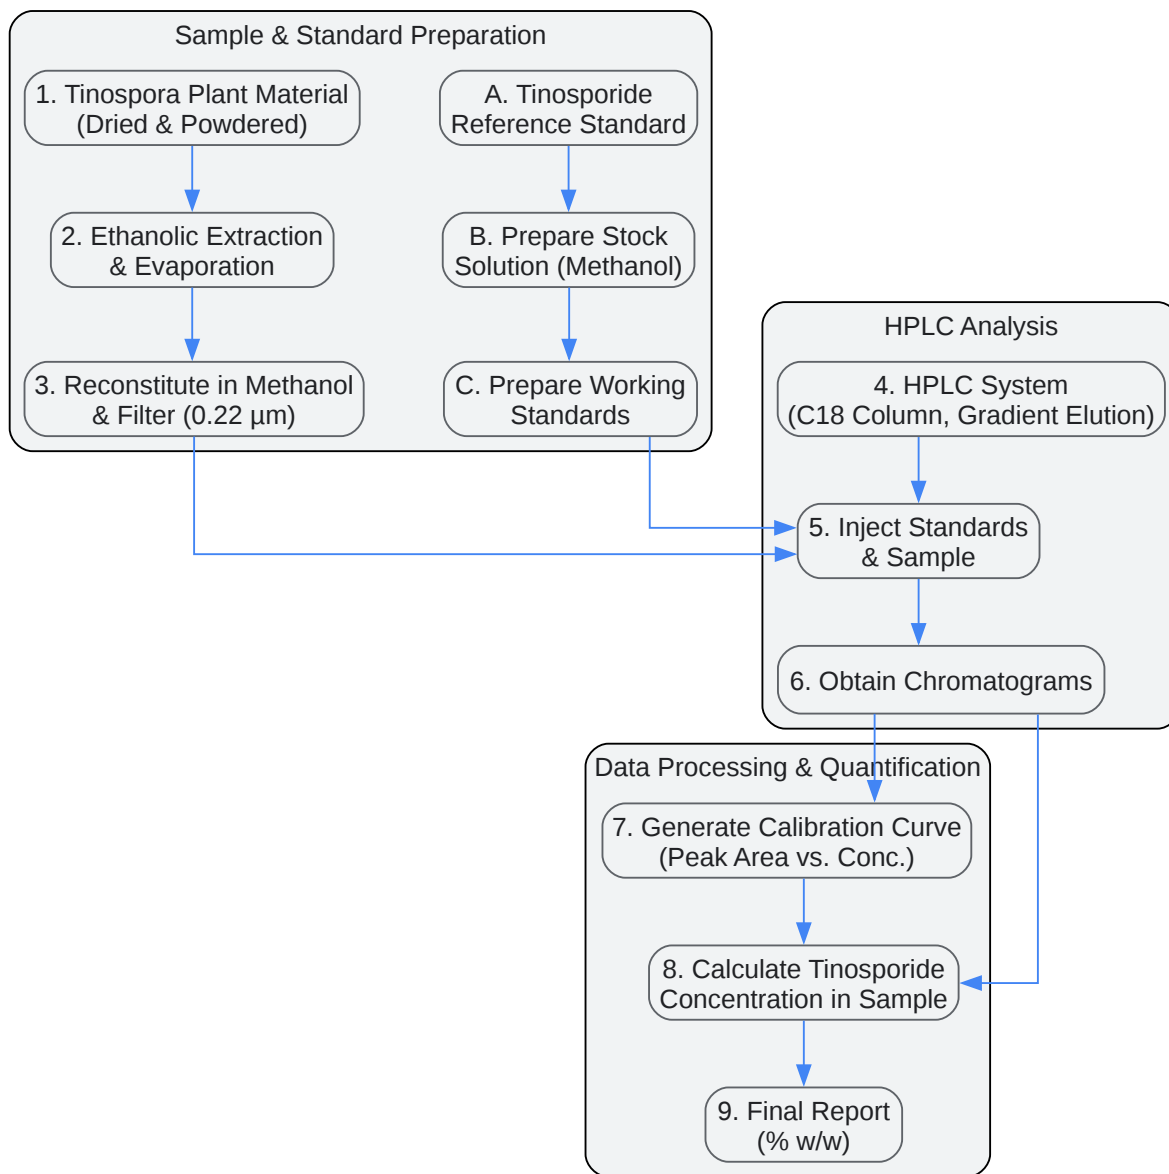 Sample & Standard Preparation
1. Tinospora Plant Material
(Dried & Powdered)
A. Tinosporide
Reference Standard
2. Ethanolic Extraction
& Evaporation
B. Prepare Stock
Solution (Methanol)
3. Reconstitute in Methanol
& Filter (0.22 µm)
C. Prepare Working
Standards
HPLC Analysis
4. HPLC System
(C18 Column, Gradient Elution)
5. Inject Standards
& Sample
6. Obtain Chromatograms
Data Processing & Quantification
7. Generate Calibration Curve
(Peak Area vs. Conc.)
8. Calculate Tinosporide
Concentration in Sample
9. Final Report
(% w/w)